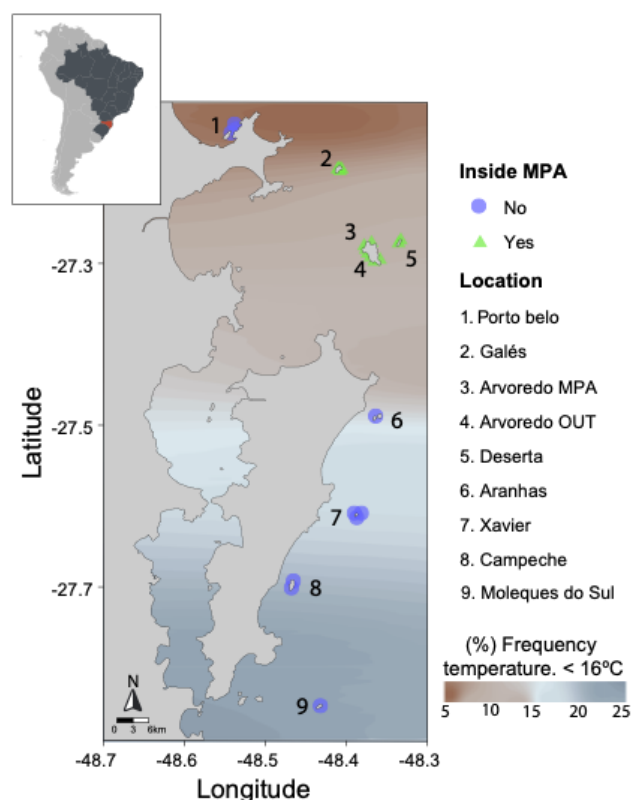 1
2
3
4
5
6
7
8
9
-27.3
-27.5
-27.7
Latitude
N
0 3 6km
-48.7 -48.6 -48.5 -48.4 -48.3
Longitude
Inside MPA
No
Yes
Location
1. Porto belo
2. Galés
3. Arvoredo MPA
4. Arvoredo OUT
5. Deserta
6. Aranhas
7. Xavier
8. Campeche
9. Moleques do Sul
(%) Frequency
temperature. < 16ºC
5 10 15 20 25